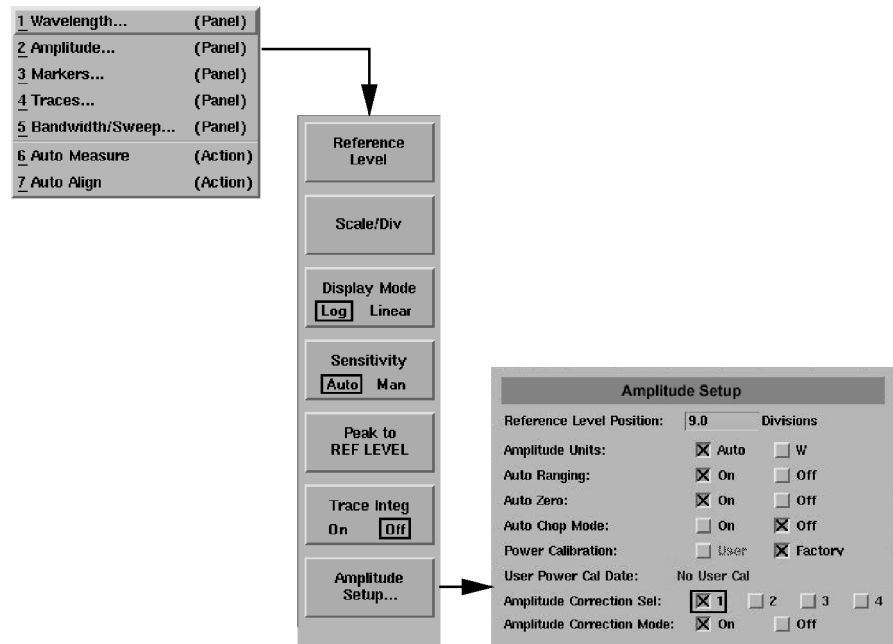 1 Wavelength... (Panel)
2 Amplitude... (Panel)
3 Markers... (Panel)
4 Traces... (Panel)
5 Bandwidth/Sweep... (Panel)
6 Auto Measure (Action)
7 Auto Align (Action)
Reference
Level
Scale/Div
Display Mode
Log Linear
Sensitivity
Auto Man
Peak to
REF LEVEL
Trace Integ
On Off
Amplitude
Setup...
Amplitude Setup
Reference Level Position: 9.0 Divisions
Amplitude Units: Auto W
Auto Ranging: On Off
Auto Zero: On Off
Auto Chop Mode: On Off
Power Calibration: User Factory
User Power Cal Date: No User Cal
Amplitude Correction Sel: 1 2 3 4
Amplitude Correction Mode: On Off